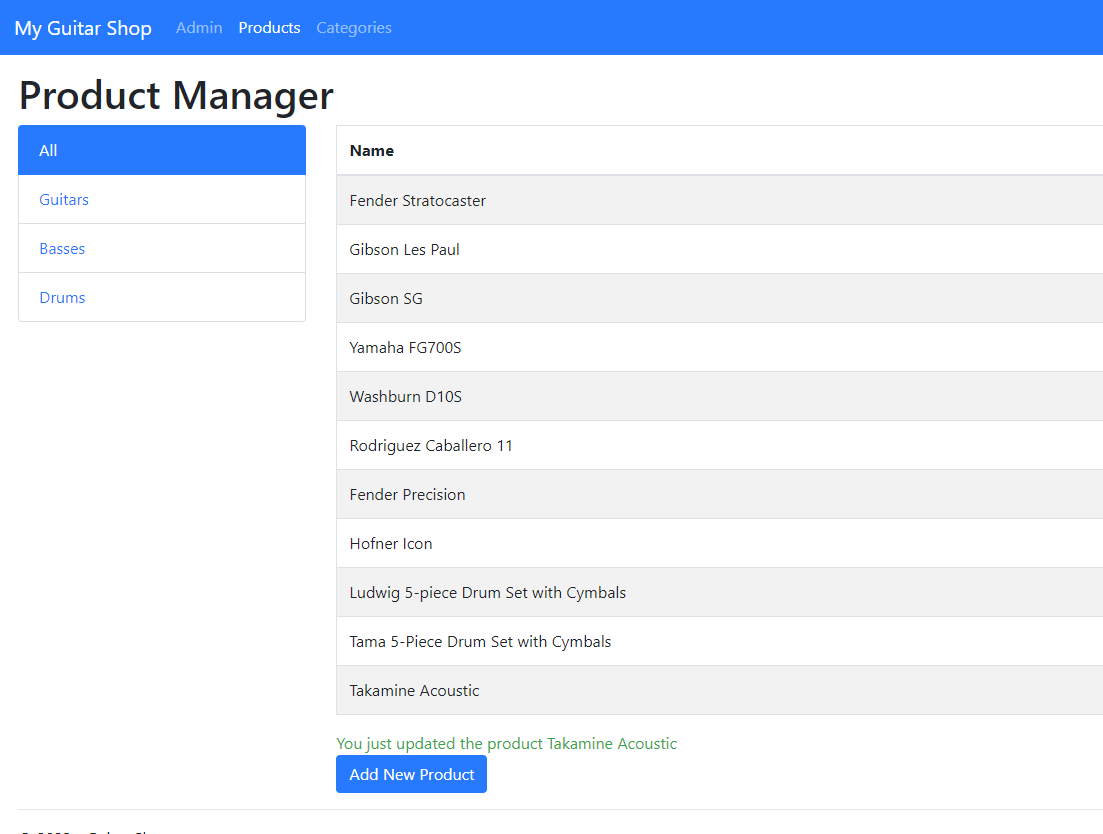 My Guitar Shop Admin Products Categories
Product Manager
All
Guitars
Basses
Drums
Name
Fender Stratocaster
Gibson Les Paul
Gibson SG
Yamaha FG700S
Washburn D10S
Rodriguez Caballero 11
Fender Precision
Hofner Icon
Ludwig 5-piece Drum Set with Cymbals
Tama 5-Piece Drum Set with Cymbals
Takamine Acoustic
You just updated the product Takamine Acoustic
Add New Product